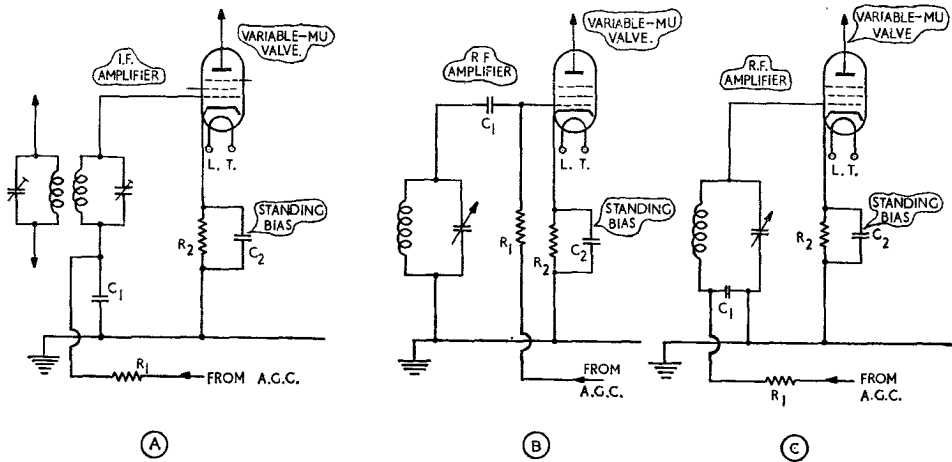 VARIABLE-MU
VALVE.
I.F.
AMPLIFIER
L. T.
STANDING
BIAS
R2
C2
C1
R1
FROM A.G.C.
A
VARIABLE-MU
VALVE.
R F
AMPLIFIER
C1
L. T.
STANDING
BIAS
R1
R2
C2
FROM
A.G.C.
B
VARIABLE-MU
VALVE
R.F.
AMPLIFIER
L. T.
STANDING
BIAS
R2
C2
C1
R1
FROM
A.G.C.
C